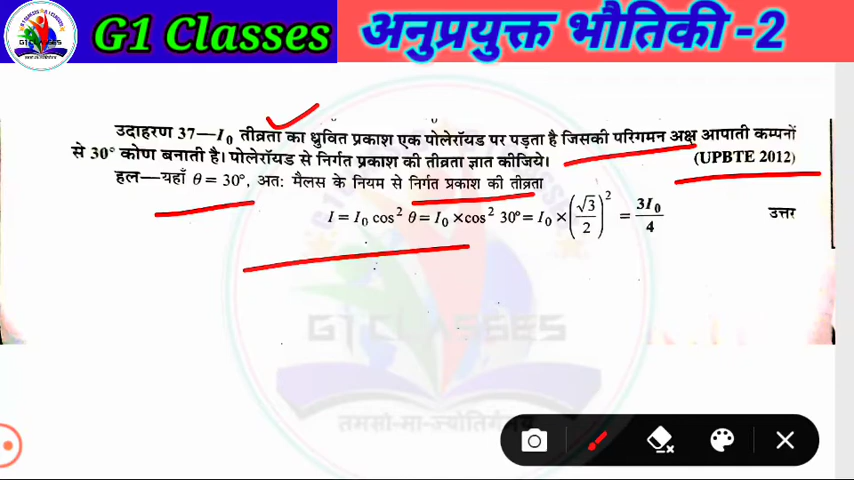 G1 Classes
अनुप्रयुक्त भौतिकी -2
उदाहरण 37—I₀ तीव्रता का ध्रुवित प्रकाश एक पोलेरॉयड पर पड़ता है जिसकी परिगमन अक्ष आपाती कम्पनों
से 30° कोण बनाती है। पोलेरॉयड से निर्गत प्रकाश की तीव्रता ज्ञात कीजिये। (UPBTE 2012)
हल—यहाँ θ = 30°, अतः मैलस के नियम से निर्गत प्रकाश की तीव्रता
I = I₀ cos² θ = I₀ × cos² 30° = I₀ × (√3/2)² = 3I₀/4 उत्तर
G1 CLASSES
तमसो-मा-ज्योतिर्गमय